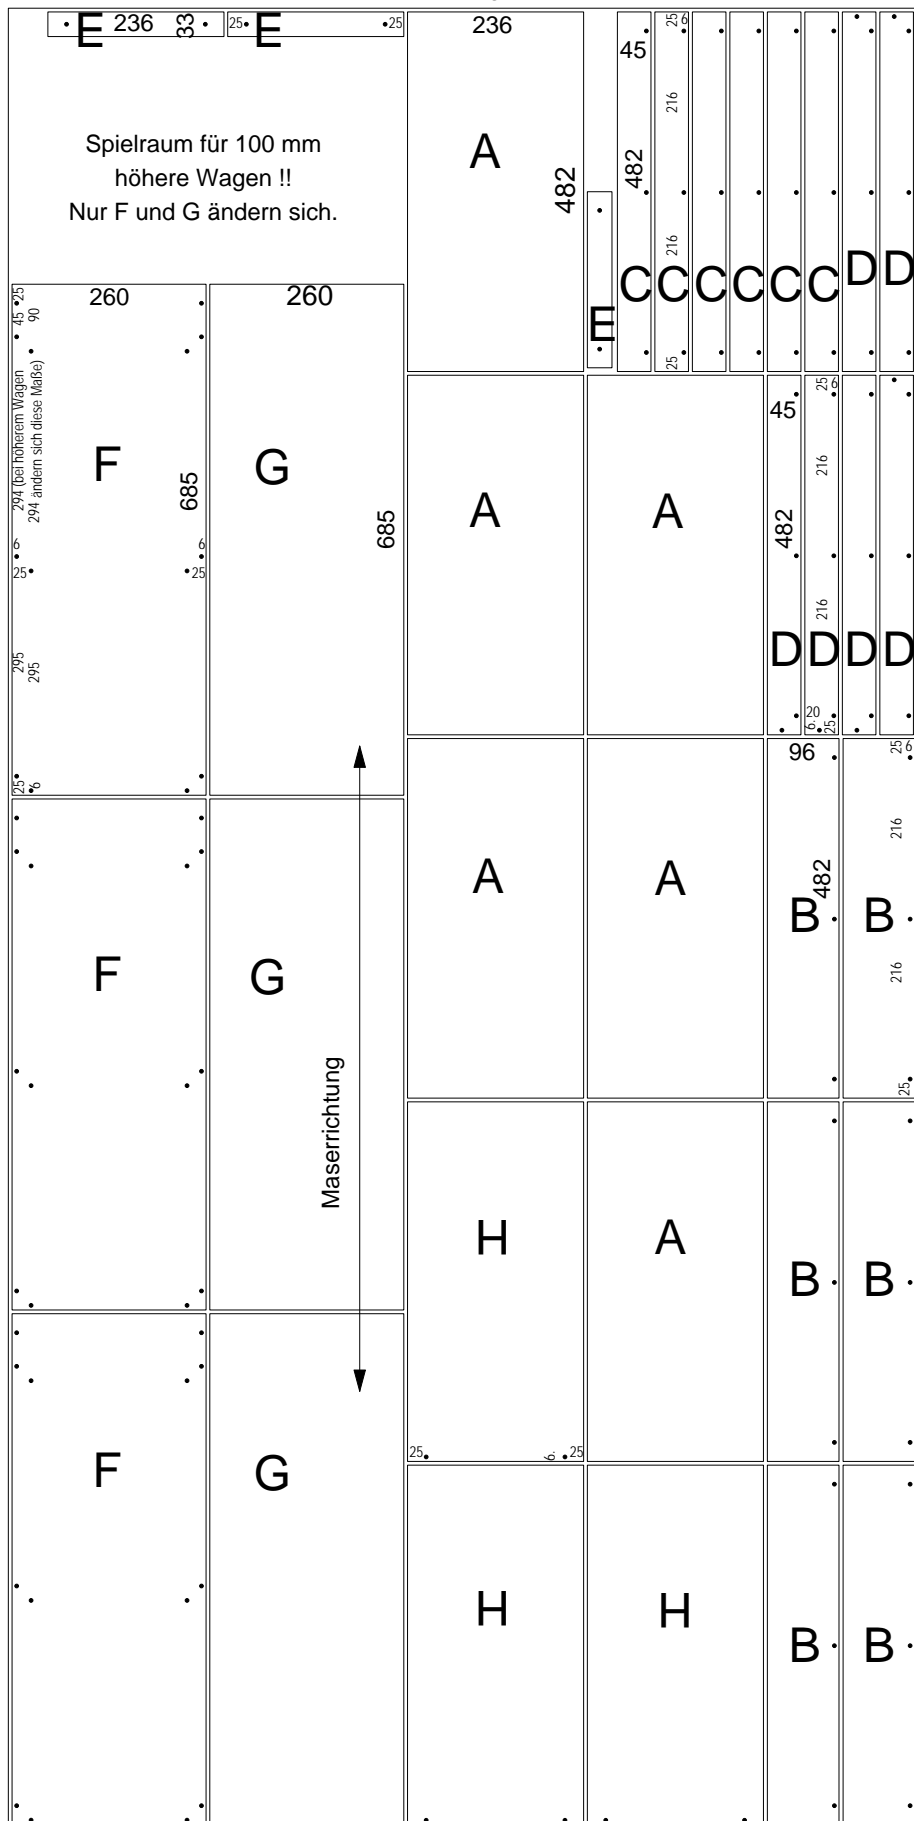 E 236 33
25 E 25
236
45
25 6
216
482
A
482
216
C C C C C C D D
E
25
Spielraum für 100 mm
höhere Wagen !!
Nur F und G ändern sich.
260
260
25
45 90
294 (bei höherem Wagen
294 ändern sich diese Maße)
F
685
G
685
6 6
25 25
295
295
25 6
A
A
45
25 6
216
482
216
D D D D
20
6.
25
Maserrichtung
A
A
96
482
B
25 6
216
B
216
25
F
G
H
A
B
B
25 6. 25
F
G
H
H
B
B